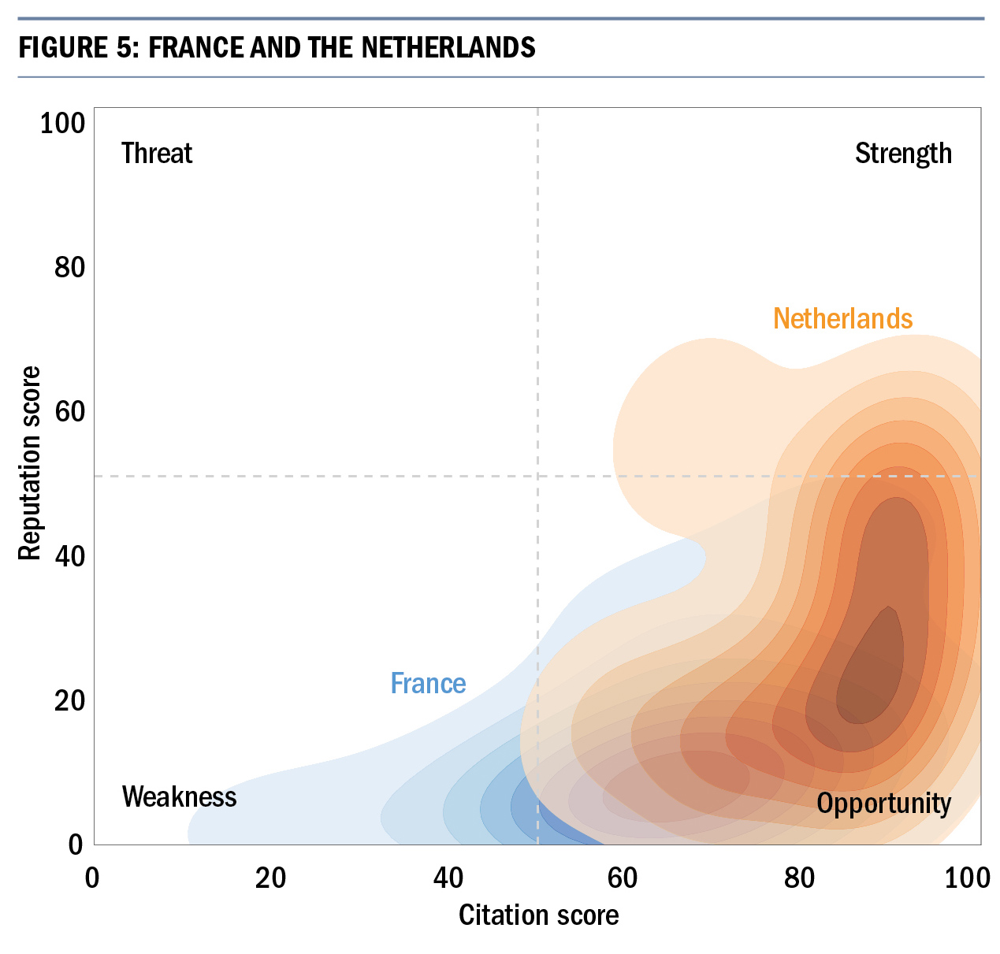 FIGURE 5: FRANCE AND THE NETHERLANDS
100
Threat
Strength
80
Netherlands
60
Reputation score
40
20
France
Weakness
Opportunity
0
0 20 40 60 80 100
Citation score